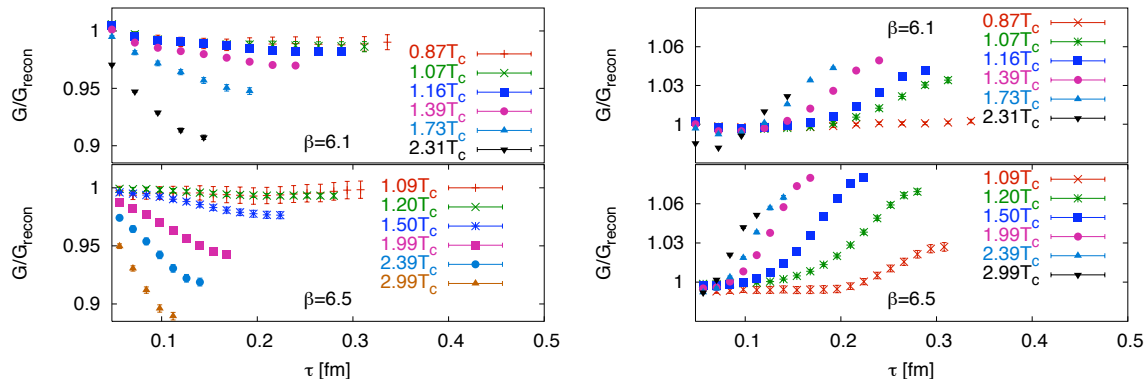 G/G_recon
1
0.95
0.9
0.87T_c
1.07T_c
1.16T_c
1.39T_c
1.73T_c
2.31T_c
β=6.1
G/G_recon
1
0.95
0.9
1.09T_c
1.20T_c
1.50T_c
1.99T_c
2.39T_c
2.99T_c
β=6.5
0.1 0.2 0.3 0.4 0.5
τ [fm]
G/G_recon
1.06
1.03
1
β=6.1
0.87T_c
1.07T_c
1.16T_c
1.39T_c
1.73T_c
2.31T_c
G/G_recon
1.06
1.03
1
1.09T_c
1.20T_c
1.50T_c
1.99T_c
2.39T_c
2.99T_c
β=6.5
0.1 0.2 0.3 0.4 0.5
τ [fm]